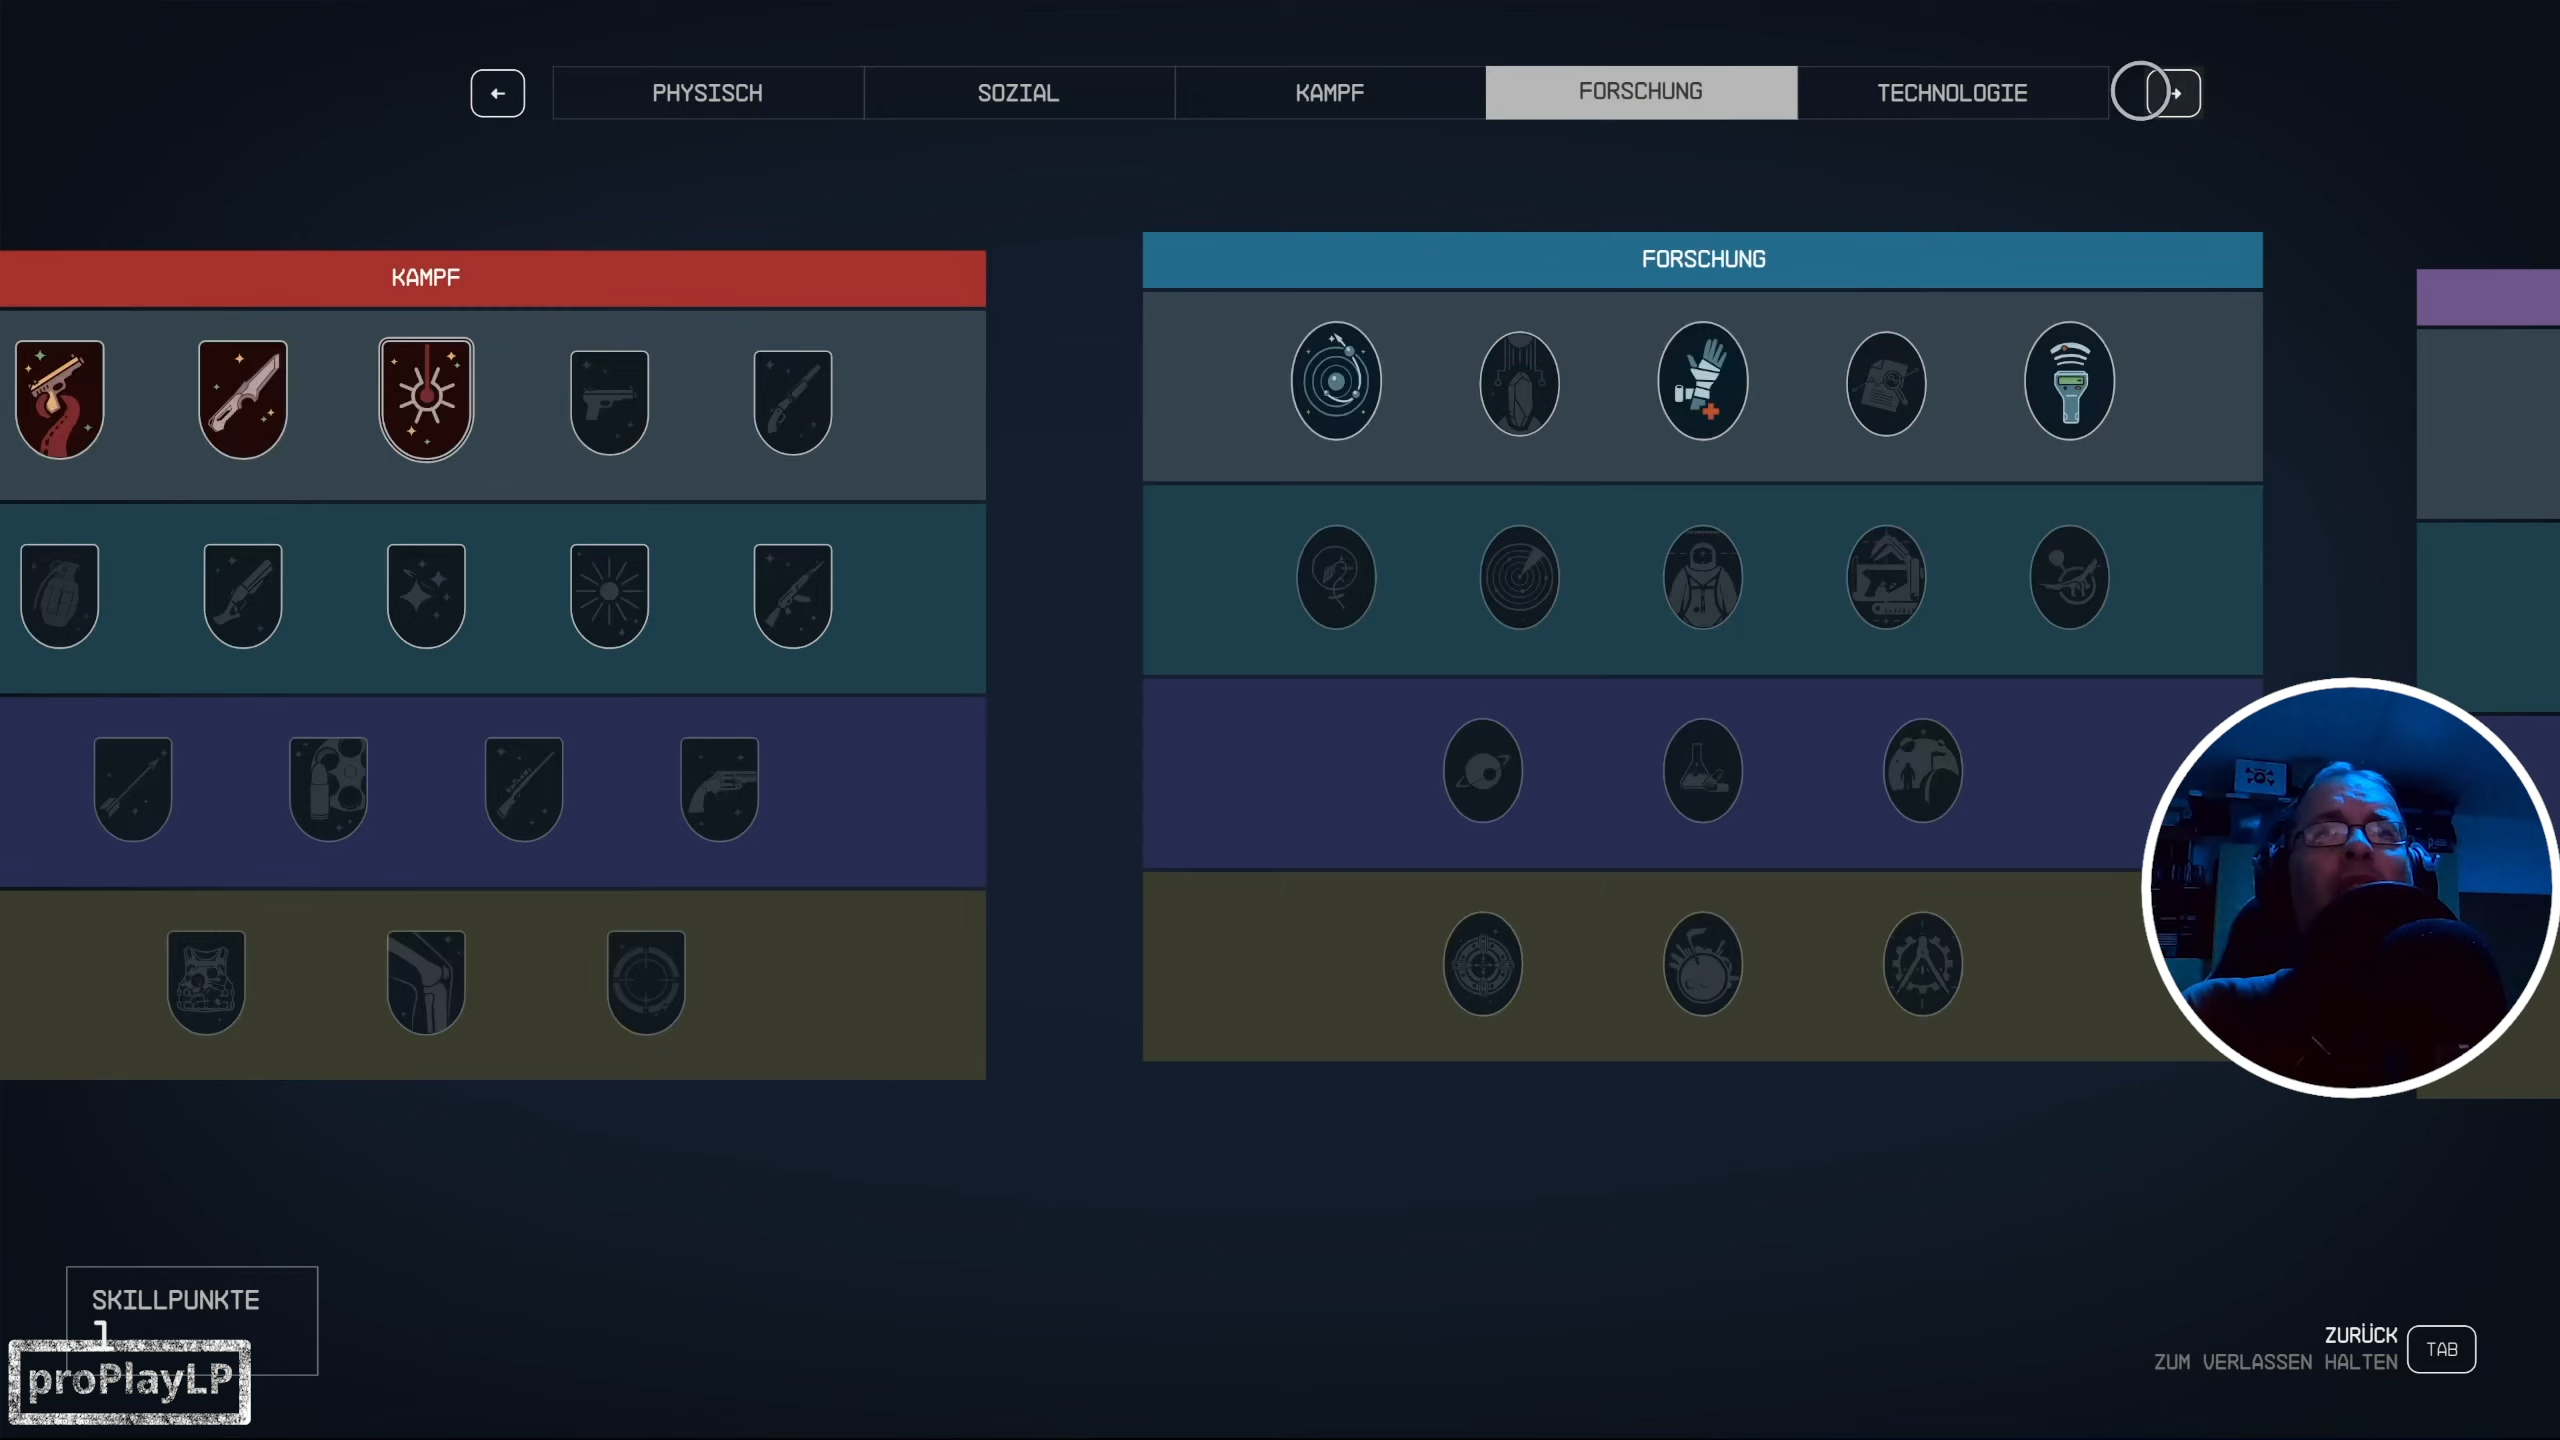 PHYSISCH
SOZIAL
KAMPF
FORSCHUNG
TECHNOLOGIE
KAMPF
FORSCHUNG
SKILLPUNKTE
1
proPlayLP
ZURÜCK
ZUM VERLASSEN HALTEN
TAB